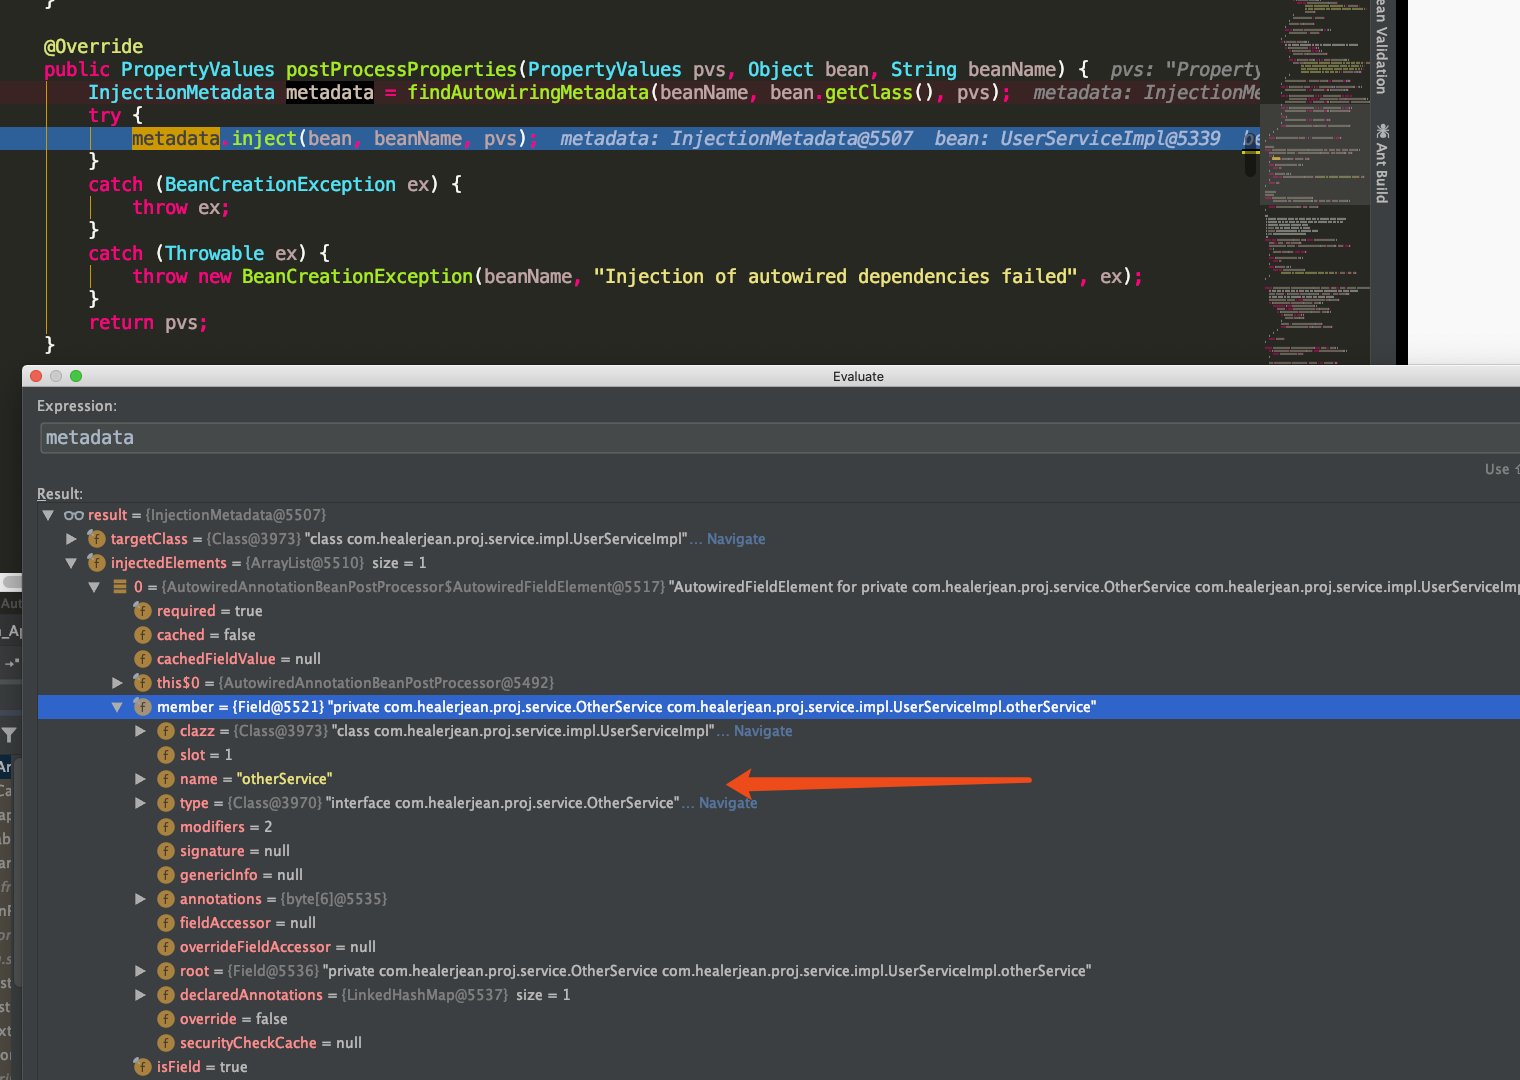 }
@Override
public PropertyValues postProcessProperties(PropertyValues pvs, Object bean, String beanName) {  pvs: "Property
InjectionMetadata metadata = findAutowiringMetadata(beanName, bean.getClass(), pvs);  metadata: InjectionMe
try {
metadata.inject(bean, beanName, pvs);  metadata: InjectionMetadata@5507  bean: UserServiceImpl@5339  be
}
catch (BeanCreationException ex) {
throw ex;
}
catch (Throwable ex) {
throw new BeanCreationException(beanName, "Injection of autowired dependencies failed", ex);
}
return pvs;
}
ean Validation
Ant Build
Evaluate
Expression:
metadata
Use
Result:
result = {InjectionMetadata@5507}
targetClass = {Class@3973} "class com.healerjean.proj.service.impl.UserServiceImpl"... Navigate
injectedElements = {ArrayList@5510}  size = 1
0 = {AutowiredAnnotationBeanPostProcessor$AutowiredFieldElement@5517} "AutowiredFieldElement for private com.healerjean.proj.service.OtherService com.healerjean.proj.service.impl.UserServiceImp
required = true
cached = false
cachedFieldValue = null
this$0 = {AutowiredAnnotationBeanPostProcessor@5492}
member = {Field@5521} "private com.healerjean.proj.service.OtherService com.healerjean.proj.service.impl.UserServiceImpl.otherService"
clazz = {Class@3973} "class com.healerjean.proj.service.impl.UserServiceImpl"... Navigate
slot = 1
name = "otherService"
type = {Class@3970} "interface com.healerjean.proj.service.OtherService"... Navigate
modifiers = 2
signature = null
genericInfo = null
annotations = {byte[6]@5535}
fieldAccessor = null
overrideFieldAccessor = null
root = {Field@5536} "private com.healerjean.proj.service.OtherService com.healerjean.proj.service.impl.UserServiceImpl.otherService"
declaredAnnotations = {LinkedHashMap@5537}  size = 1
override = false
securityCheckCache = null
isField = true